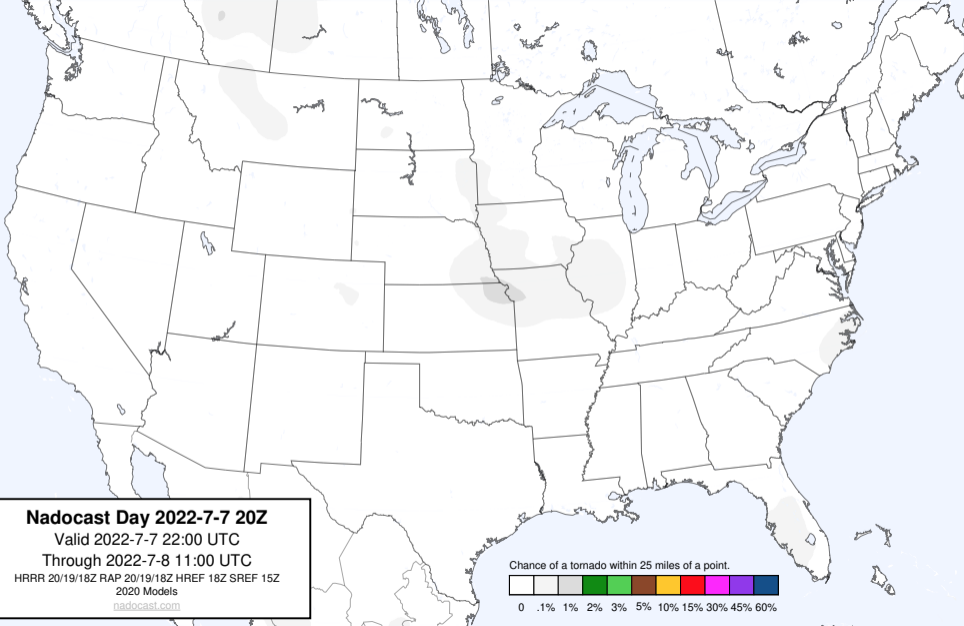 Nadocast Day 2022-7-7 20Z
Valid 2022-7-7 22:00 UTC
Through 2022-7-8 11:00 UTC
HRRR 20/19/18Z RAP 20/19/18Z HREF 18Z SREF 15Z
2020 Models
nadocast.com
Chance of a tornado within 25 miles of a point.
0 .1% 1% 2% 3% 5% 10% 15% 30% 45% 60%